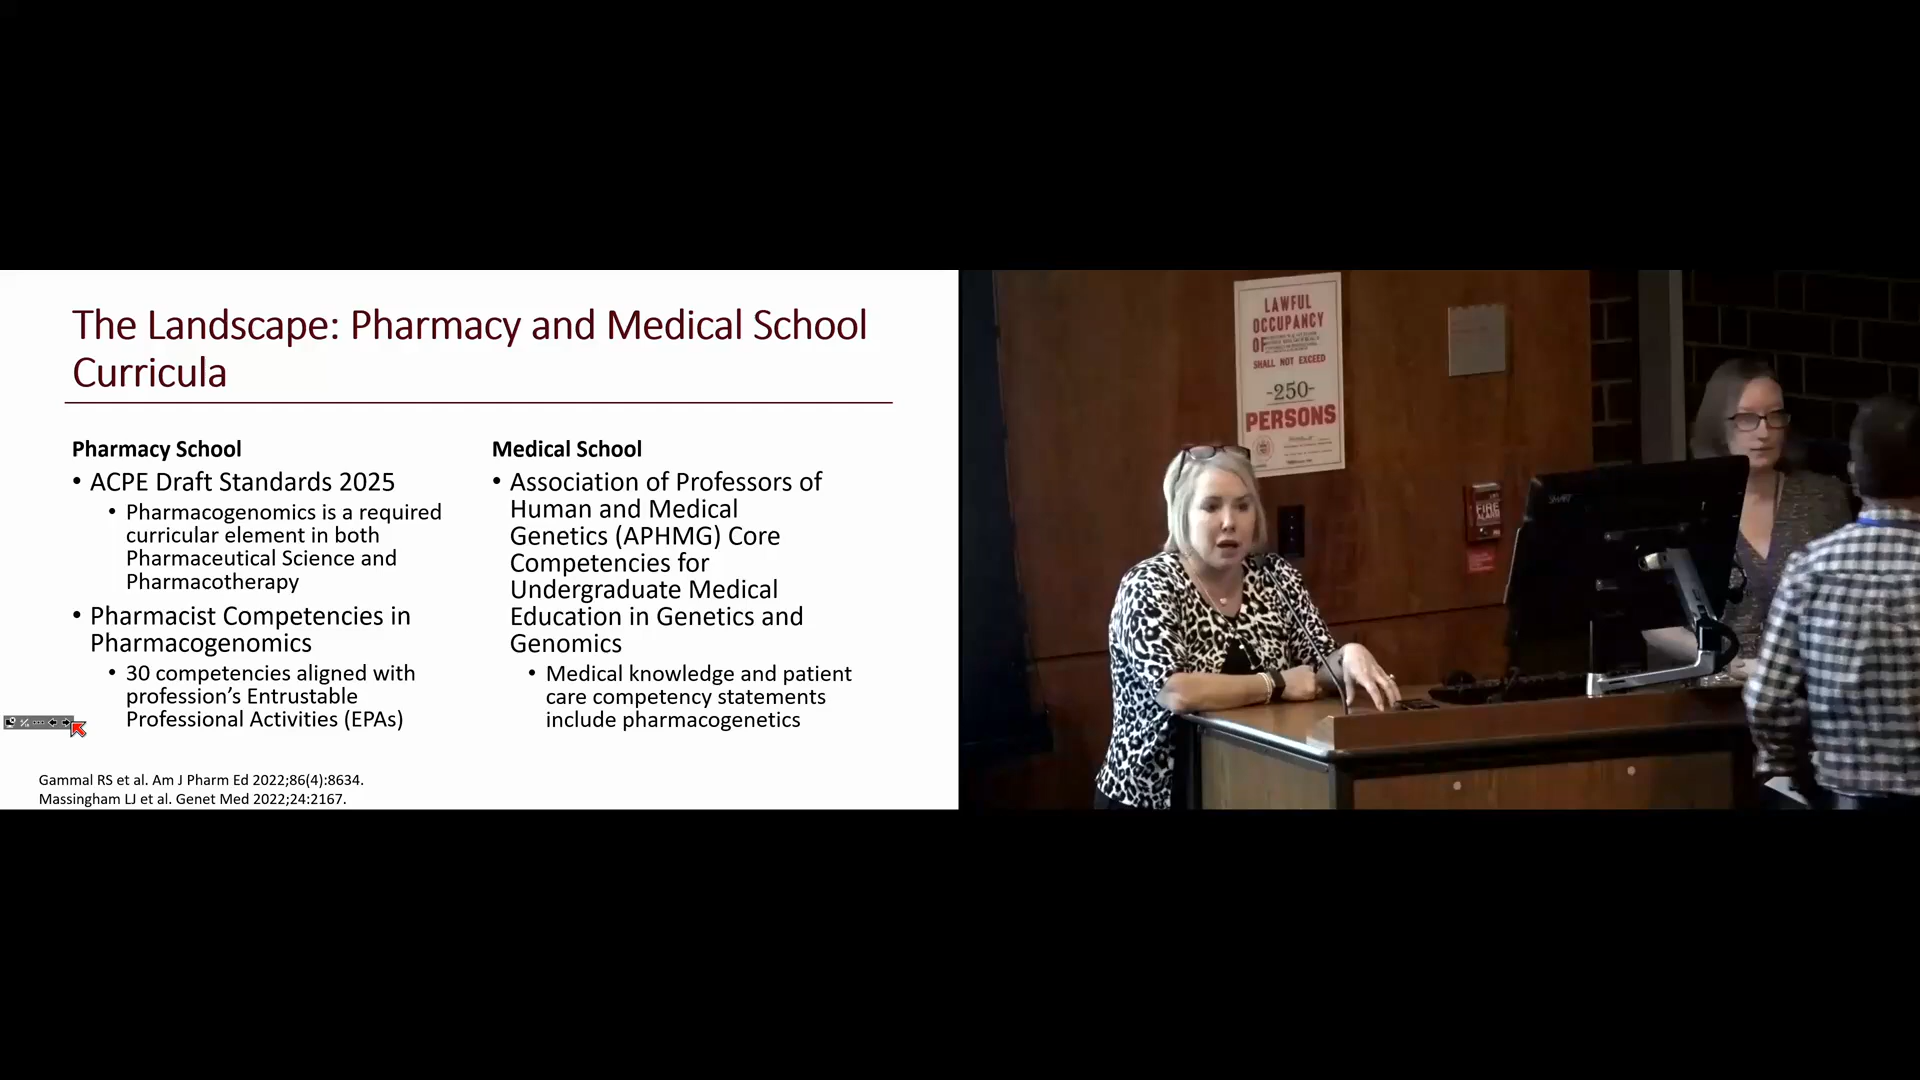 The Landscape: Pharmacy and Medical School
Curricula
Pharmacy School
• ACPE Draft Standards 2025
• Pharmacogenomics is a required
curricular element in both
Pharmaceutical Science and
Pharmacotherapy
• Pharmacist Competencies in
Pharmacogenomics
• 30 competencies aligned with
profession’s Entrustable
Professional Activities (EPAs)
Medical School
• Association of Professors of
Human and Medical
Genetics (APHMG) Core
Competencies for
Undergraduate Medical
Education in Genetics and
Genomics
• Medical knowledge and patient
care competency statements
include pharmacogenetics
Gammal RS et al. Am J Pharm Ed 2022;86(4):8634.
Massingham LJ et al. Genet Med 2022;24:2167.
LAWFUL
OCCUPANCY
OF
SHALL NOT EXCEED
-250-
PERSONS
FIRE
ALARM
SMART